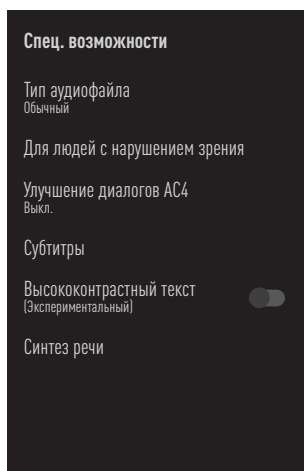 Спец. возможности
Тип аудиофайла
Обычный
Для людей с нарушением зрения
Улучшение диалогов AC4
Выкл.
Субтитры
Высококонтрастный текст
(Экспериментальный)
Синтез речи